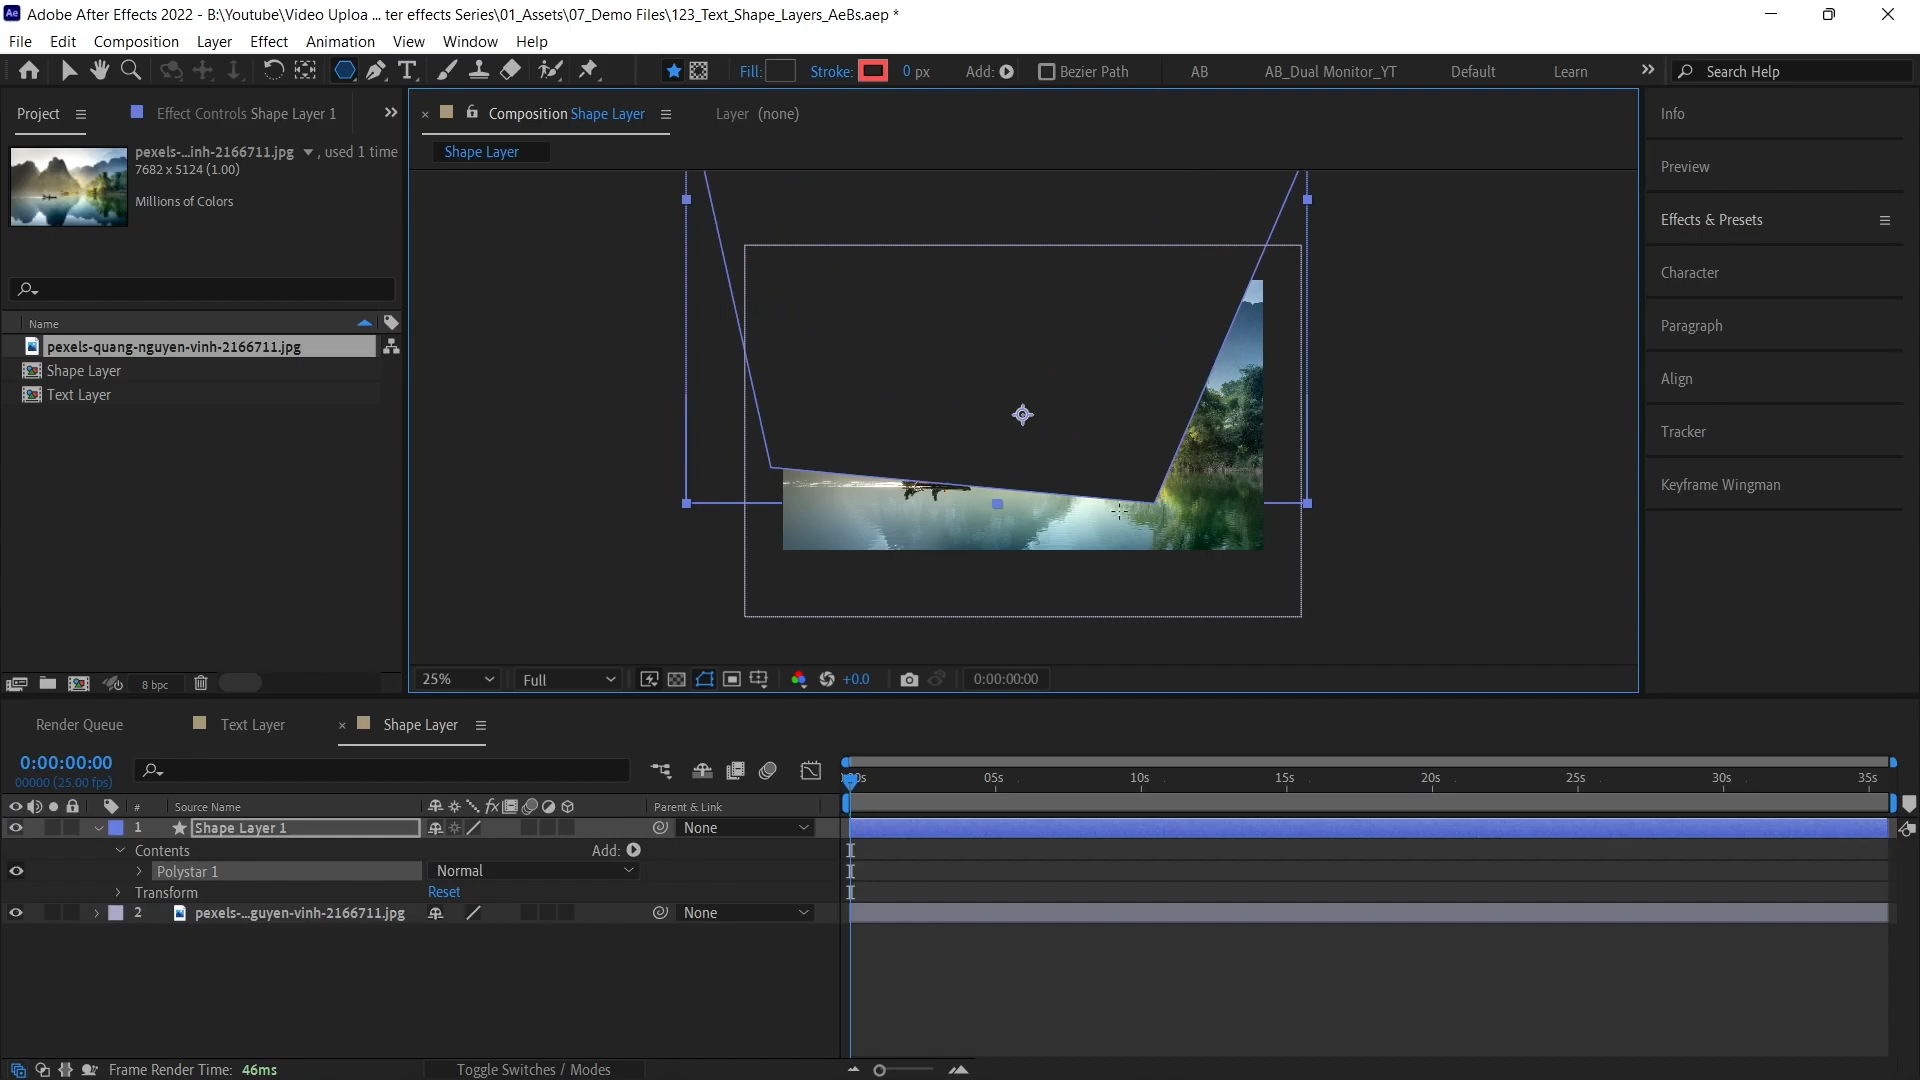 Ae Adobe After Effects 2022 - B:\Youtube\Video Uploa ... ter effects Series\01_Assets\07_Demo Files\123_Text_Shape_Layers_AeBs.aep *
File Edit Composition Layer Effect Animation View Window Help
Fill: Stroke: 0 px Add: Bezier Path AB AB_Dual Monitor_YT Default Learn Search Help
Project Effect Controls Shape Layer 1
pexels-...inh-2166711.jpg , used 1 time
7682 x 5124 (1.00)
Millions of Colors
Name
pexels-quang-nguyen-vinh-2166711.jpg
Shape Layer
Text Layer
8 bpc
Composition Shape Layer Layer (none)
Shape Layer
25% Full +0.0 0:00:00:00
Info
Preview
Effects & Presets
Character
Paragraph
Align
Tracker
Keyframe Wingman
Render Queue Text Layer Shape Layer
0:00:00:00
00000 (25.00 fps)
05s 10s 15s 20s 25s 30s 35s
# Source Name fx Parent & Link
1 Shape Layer 1 None
Contents Add:
Polystar 1 Normal
Transform Reset
2 pexels-...guyen-vinh-2166711.jpg None
Frame Render Time: 46ms Toggle Switches / Modes